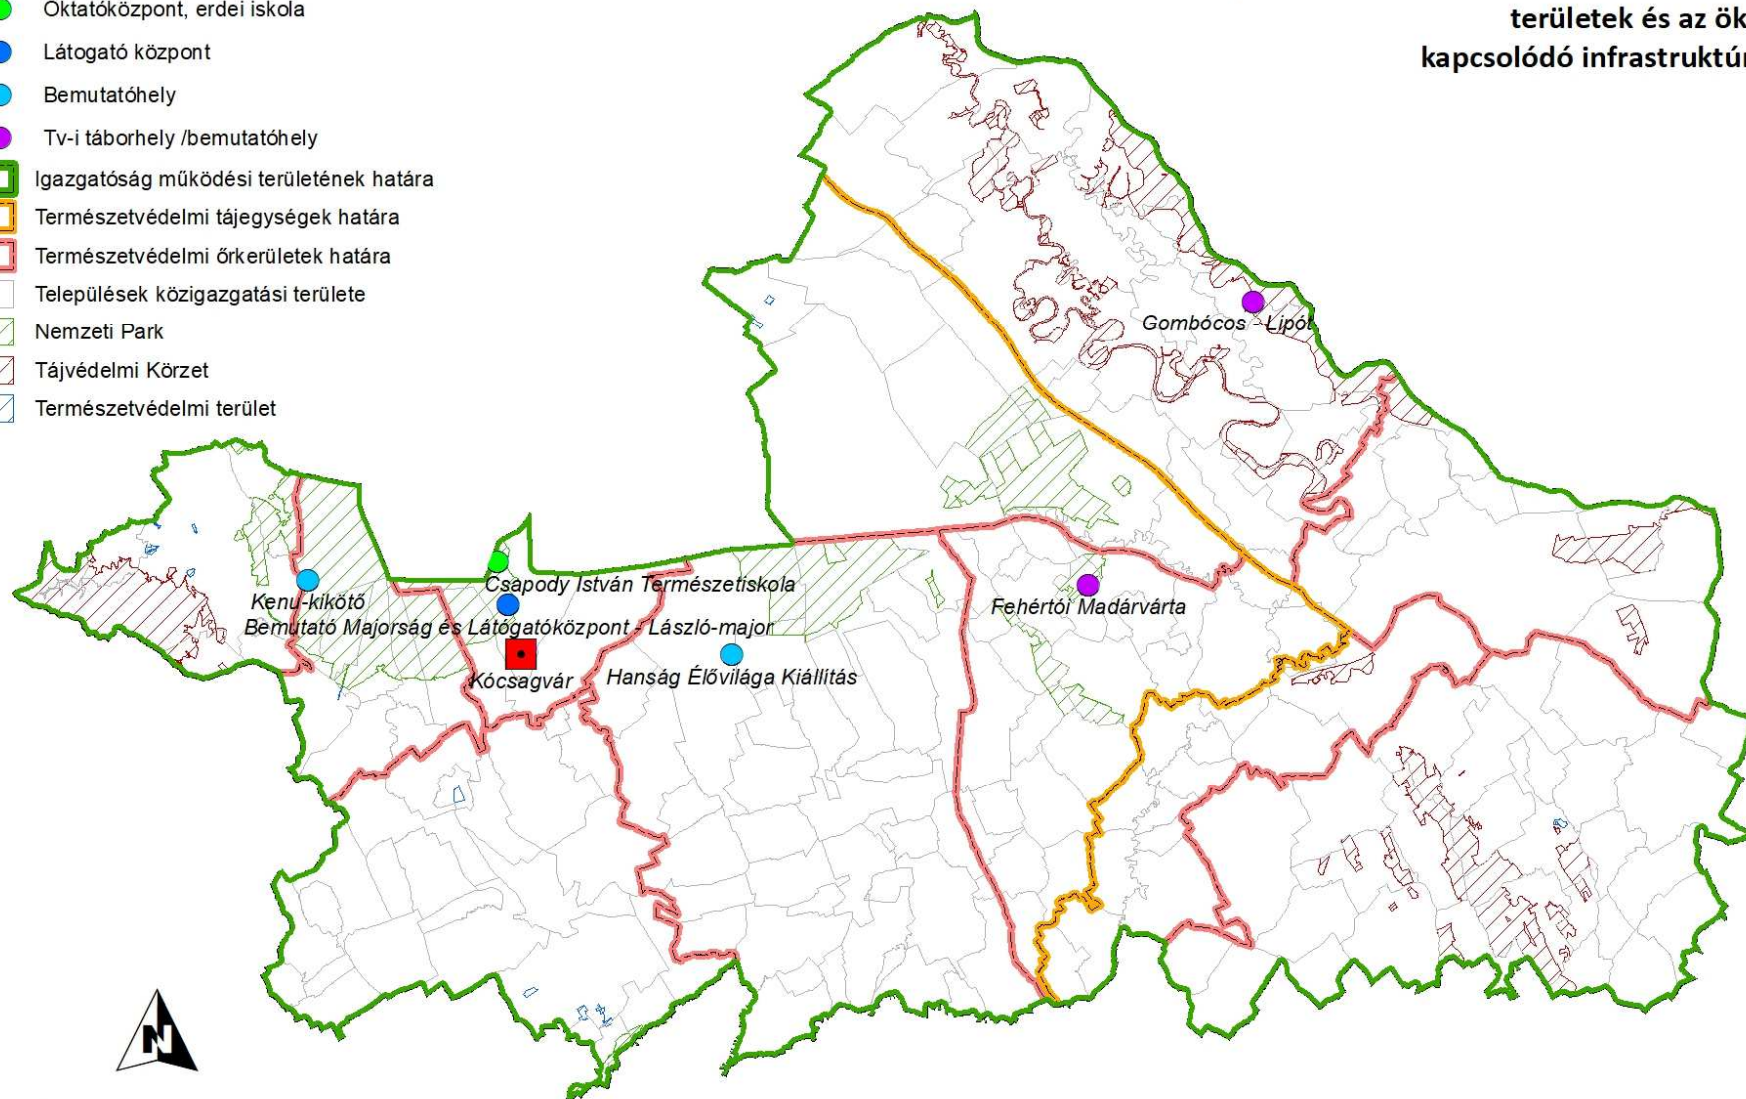 Oktatóközpont, erdei iskola
Látogató központ
Bemutatóhely
Tv-i táborhely /bemutatóhely
Igazgatóság működési területének határa
Természetvédelmi tájegységek határa
Természetvédelmi őrkerületek határa
Települések közigazgatási területe
Nemzeti Park
Tájvédelmi Körzet
Természetvédelmi terület
területek és az ök
kapcsolódó infrastruktúr
Gombócos - Lipót
Csapody István Természetiskola
Kenu-kikötő
Fehértói Madárvárta
Bemutató Majorság és Látogatóközpont - László-major
Kócsagvár
Hanság Élővilága Kiállítás
N